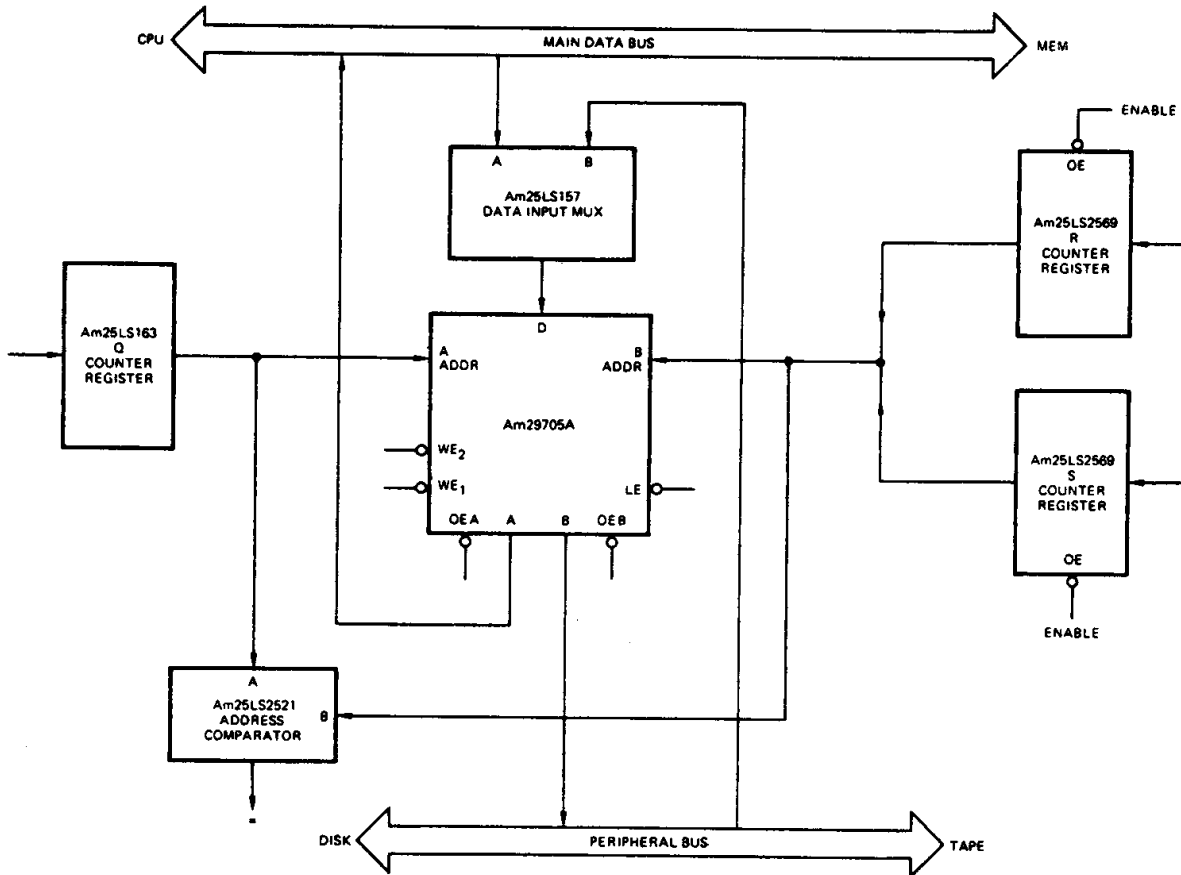 CPU
MAIN DATA BUS
MEM
ENABLE
A
B
Am25LS157
DATA INPUT MUX
OE
Am25LS2569
R
COUNTER
REGISTER
Am25LS163
Q
COUNTER
REGISTER
D
A
ADDR
B
ADDR
Am29705A
WE2
WE1
LE
OEA
A
B
OEB
Am25LS2569
S
COUNTER
REGISTER
OE
ENABLE
A
Am25LS2521
ADDRESS
COMPARATOR
B
=
DISK
PERIPHERAL BUS
TAPE